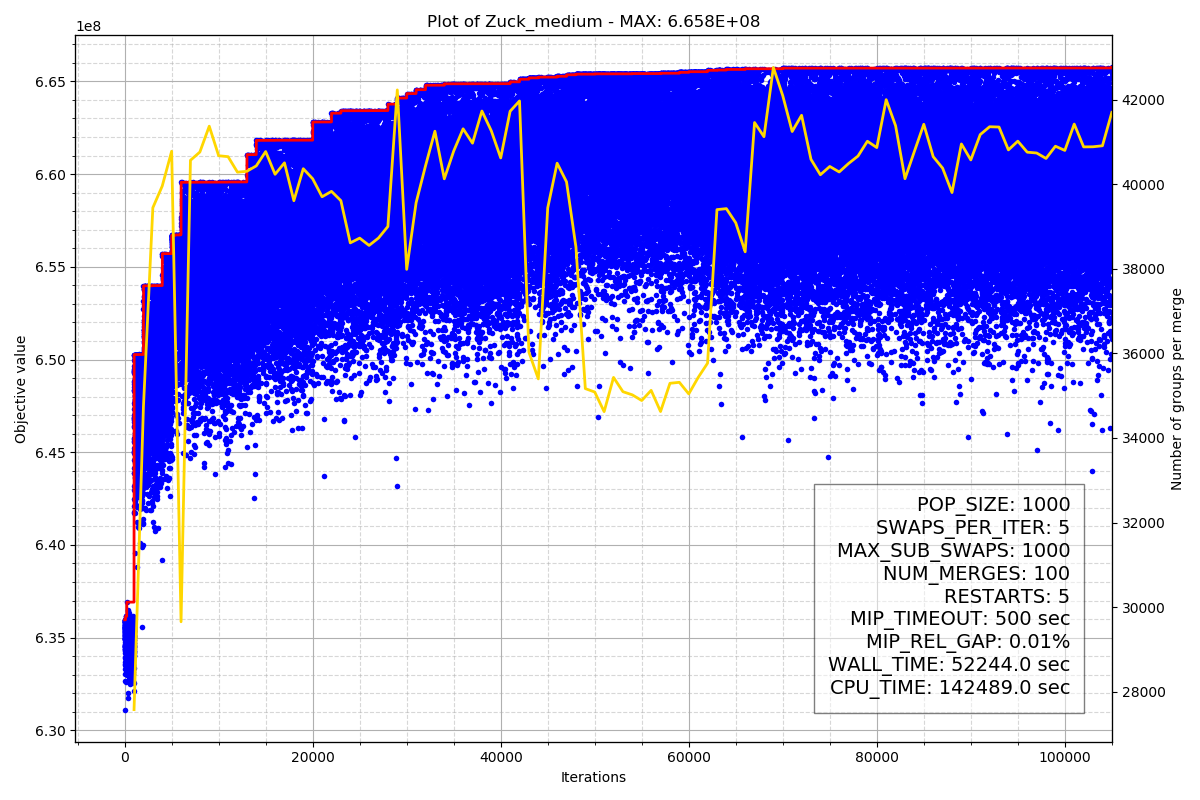 Plot of Zuck_medium - MAX: 6.658E+08
1e8
6.65
6.60
6.55
6.50
6.45
6.40
6.35
6.30
Objective value
42000
40000
38000
36000
34000
32000
30000
28000
Number of groups per merge
POP_SIZE: 1000
SWAPS_PER_ITER: 5
MAX_SUB_SWAPS: 1000
NUM_MERGES: 100
RESTARTS: 5
MIP_TIMEOUT: 500 sec
MIP_REL_GAP: 0.01%
WALL_TIME: 52244.0 sec
CPU_TIME: 142489.0 sec
0 20000 40000 60000 80000 100000
Iterations